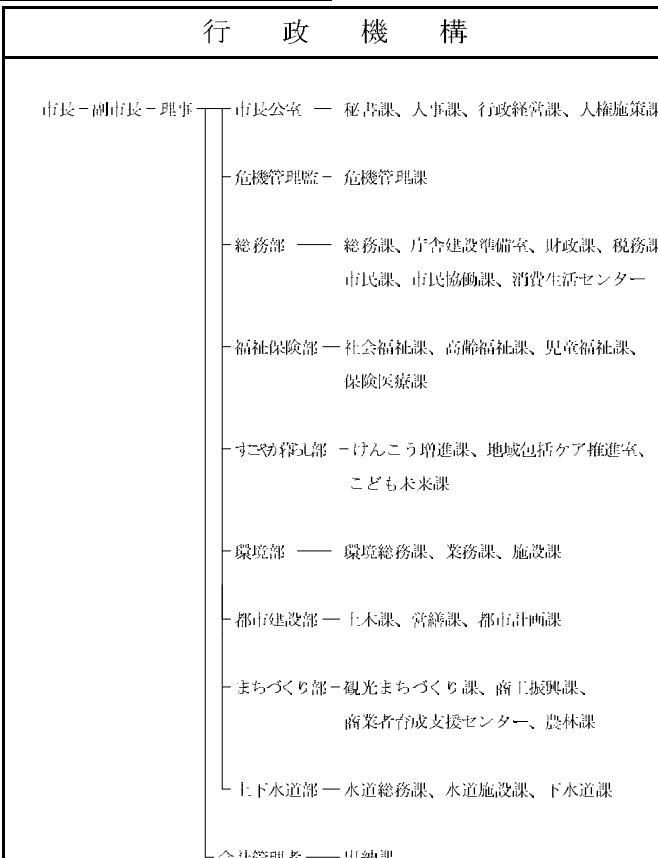 行政機構
市長－副市長－理事 市長公室 ― 秘書課、人事課、行政経営課、人権施策課
危機管理監－ 危機管理課
総務部 ―― 総務課、庁舎建設準備室、財政課、税務課
市民課、市民協働課、消費生活センター
福祉保険部 ― 社会福祉課、高齢福祉課、児童福祉課、
保険医療課
すこやか暮らし部 －けんこう増進課、地域包括ケア推進室、
こども未来課
環境部 ―― 環境総務課、業務課、施設課
都市建設部 ― 土木課、営繕課、都市計画課
まちづくり部－観光まちづくり課、商工振興課、
商業者育成支援センター、農林課
上下水道部 ― 水道総務課、水道施設課、下水道課
会計管理者 ―― 出納課